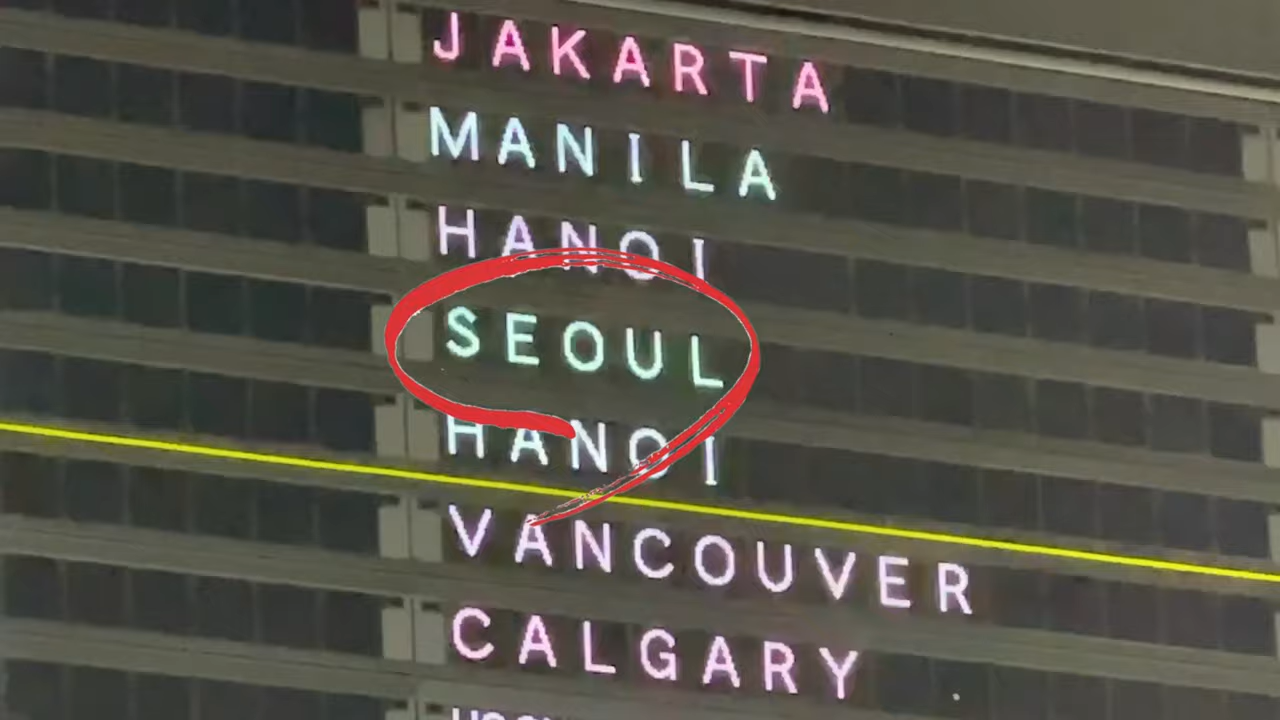 JAKARTA
MANILA
HANOI
SEOUL
HANOI
VANCOUVER
CALGARY